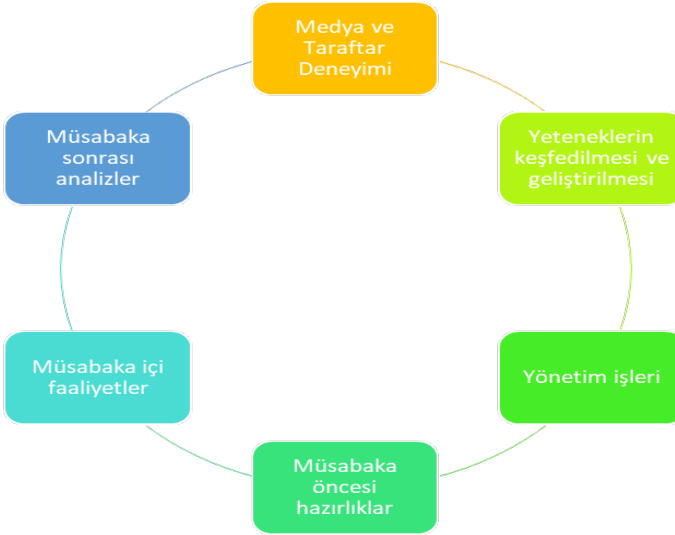 Medya ve
Taraftar
Deneyimi
Yeteneklerin
keşfedilmesi ve
geliştirilmesi
Yönetim işleri
Müsabaka
öncesi
hazırlıklar
Müsabaka içi
faaliyetler
Müsabaka
sonrası
analizler